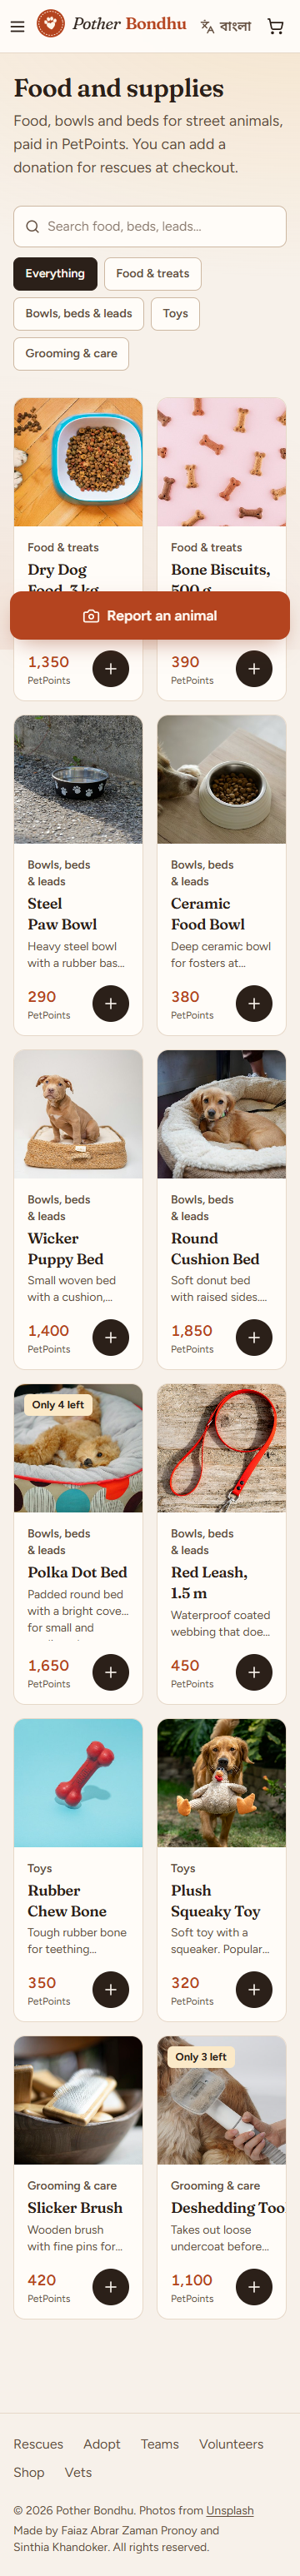 Pother Bondhu
বাংলা
Food and supplies
Food, bowls and beds for street animals,
paid in PetPoints. You can add a
donation for rescues at checkout.
Search food, beds, leads...
Everything
Food & treats
Bowls, beds & leads
Toys
Grooming & care
Food & treats
Dry Dog
Food, 3 kg
1,350
PetPoints
Food & treats
Bone Biscuits,
500 g
390
PetPoints
Report an animal
Bowls, beds
& leads
Steel
Paw Bowl
Heavy steel bowl
with a rubber bas...
290
PetPoints
Bowls, beds
& leads
Ceramic
Food Bowl
Deep ceramic bowl
for fosters at...
380
PetPoints
Bowls, beds
& leads
Wicker
Puppy Bed
Small woven bed
with a cushion,...
1,400
PetPoints
Bowls, beds
& leads
Round
Cushion Bed
Soft donut bed
with raised sides....
1,850
PetPoints
Only 4 left
Bowls, beds
& leads
Polka Dot Bed
Padded round bed
with a bright cove...
for small and
1,650
PetPoints
Bowls, beds
& leads
Red Leash,
1.5 m
Waterproof coated
webbing that doe...
450
PetPoints
Toys
Rubber
Chew Bone
Tough rubber bone
for teething...
350
PetPoints
Toys
Plush
Squeaky Toy
Soft toy with a
squeaker. Popular...
320
PetPoints
Grooming & care
Slicker Brush
Wooden brush
with fine pins for...
420
PetPoints
Only 3 left
Grooming & care
Deshedding Too
Takes out loose
undercoat before...
1,100
PetPoints
Rescues
Adopt
Teams
Volunteers
Shop
Vets
© 2026 Pother Bondhu. Photos from Unsplash
Made by Faiaz Abrar Zaman Pronoy and
Sinthia Khandoker. All rights reserved.